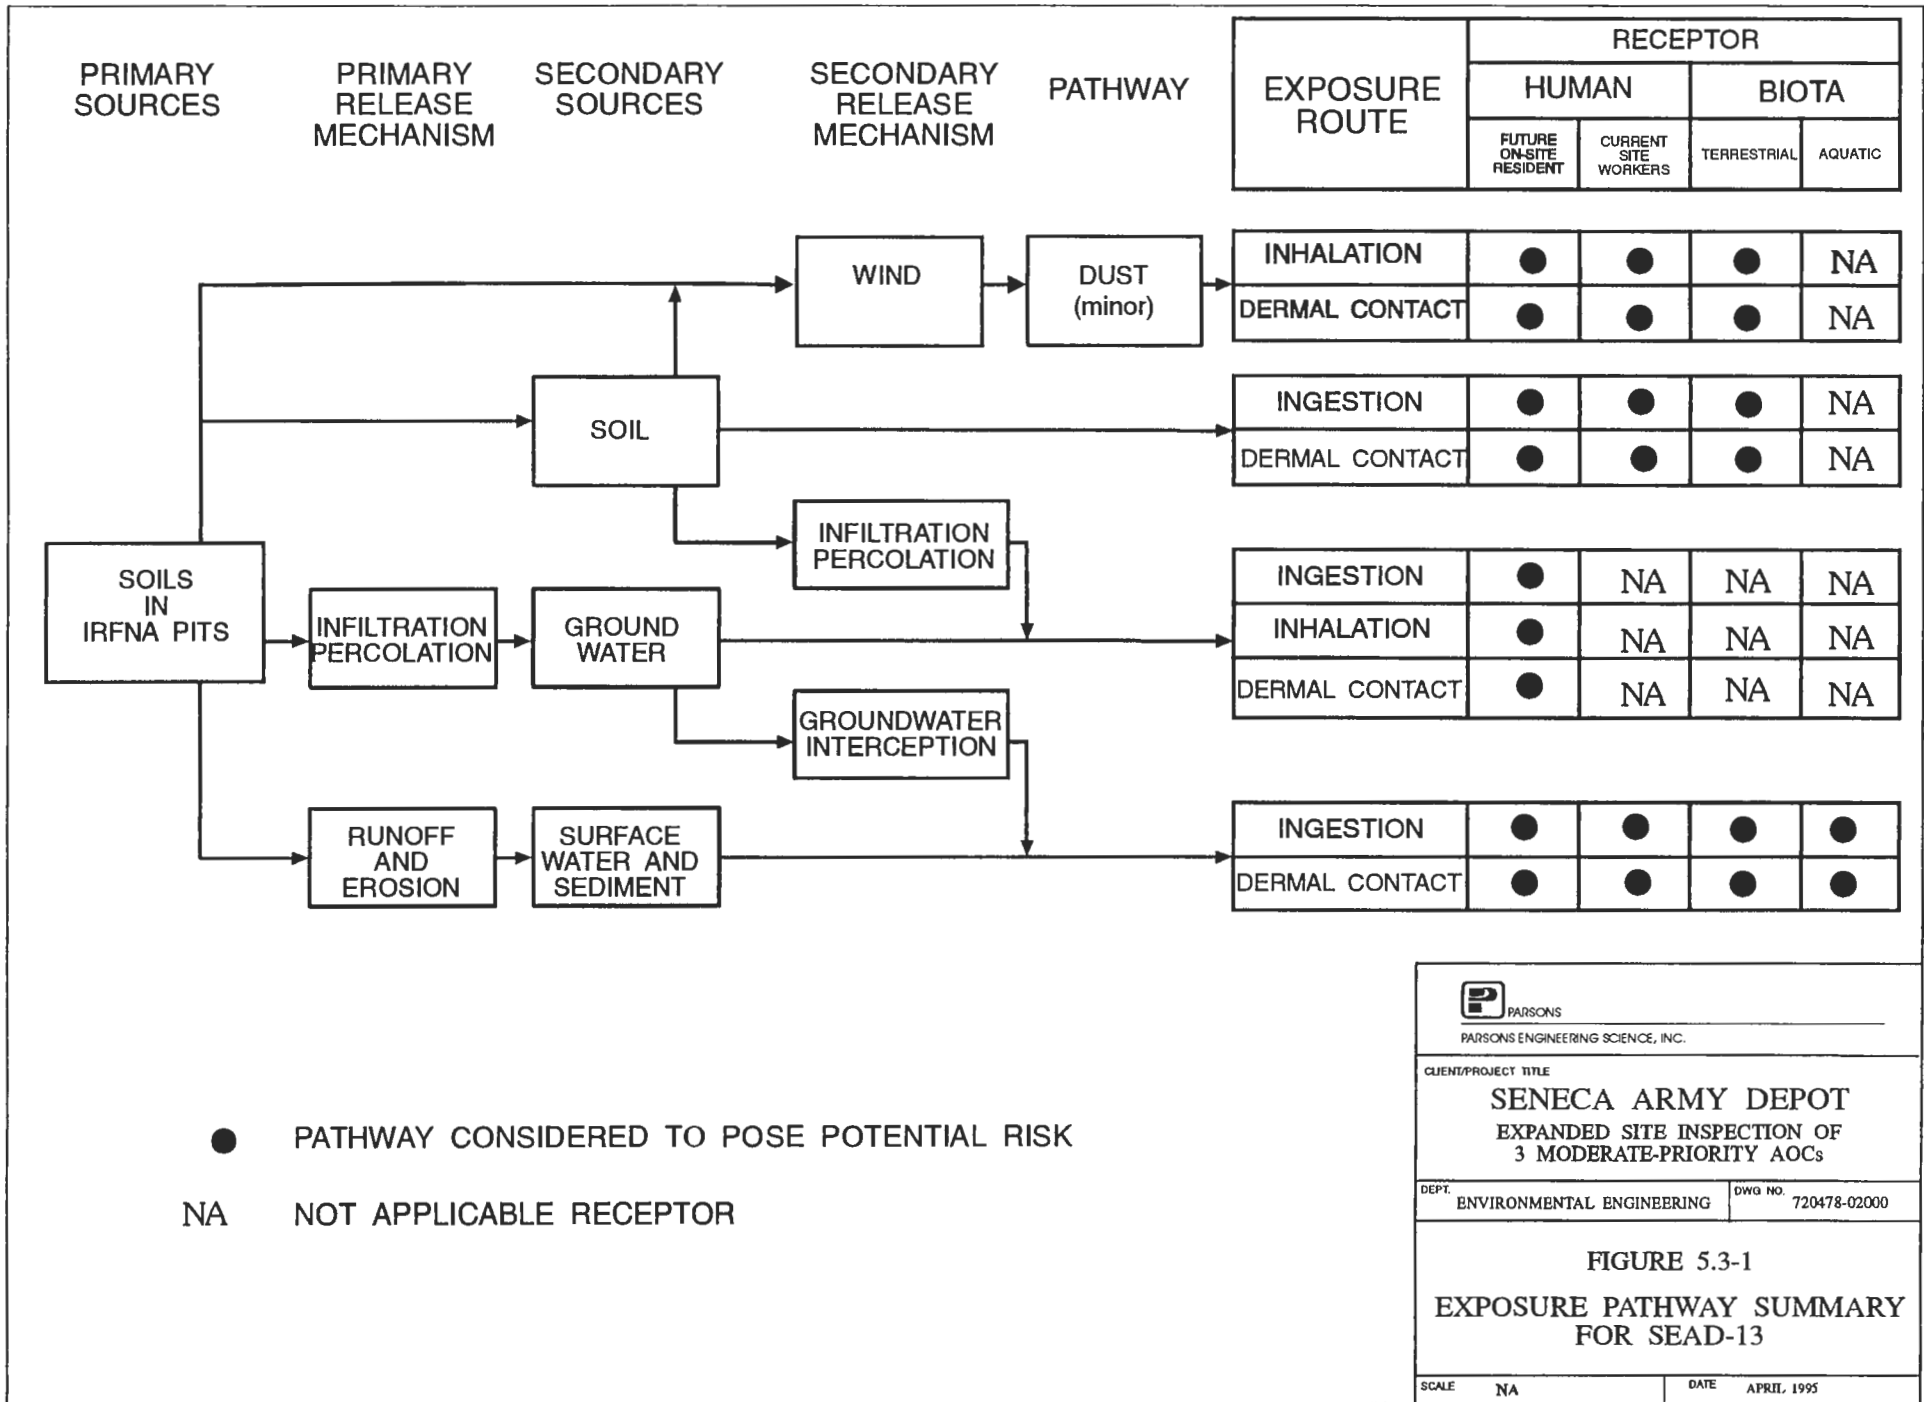 PRIMARY
SOURCES
PRIMARY
RELEASE
MECHANISM
SECONDARY
SOURCES
SECONDARY
RELEASE
MECHANISM
PATHWAY
EXPOSURE
ROUTE
RECEPTOR
HUMAN
BIOTA
FUTURE
ON-SITE
RESIDENT
CURRENT
SITE
WORKERS
TERRESTRIAL
AQUATIC
WIND
DUST
(minor)
INHALATION
NA
DERMAL CONTACT
NA
SOIL
INGESTION
NA
DERMAL CONTACT
NA
INFILTRATION
PERCOLATION
SOILS
IN
IRFNA PITS
INFILTRATION
PERCOLATION
GROUND
WATER
INGESTION
NA NA NA
INHALATION
NA NA NA
DERMAL CONTACT
NA NA NA
GROUNDWATER
INTERCEPTION
RUNOFF
AND
EROSION
SURFACE
WATER AND
SEDIMENT
INGESTION
DERMAL CONTACT
● PATHWAY CONSIDERED TO POSE POTENTIAL RISK
NA NOT APPLICABLE RECEPTOR
P PARSONS
PARSONS ENGINEERING SCIENCE, INC.
CLIENT/PROJECT TITLE
SENECA ARMY DEPOT
EXPANDED SITE INSPECTION OF
3 MODERATE-PRIORITY AOCs
DEPT. ENVIRONMENTAL ENGINEERING
DWG NO. 720478-02000
FIGURE 5.3-1
EXPOSURE PATHWAY SUMMARY
FOR SEAD-13
SCALE NA
DATE APRIL 1995